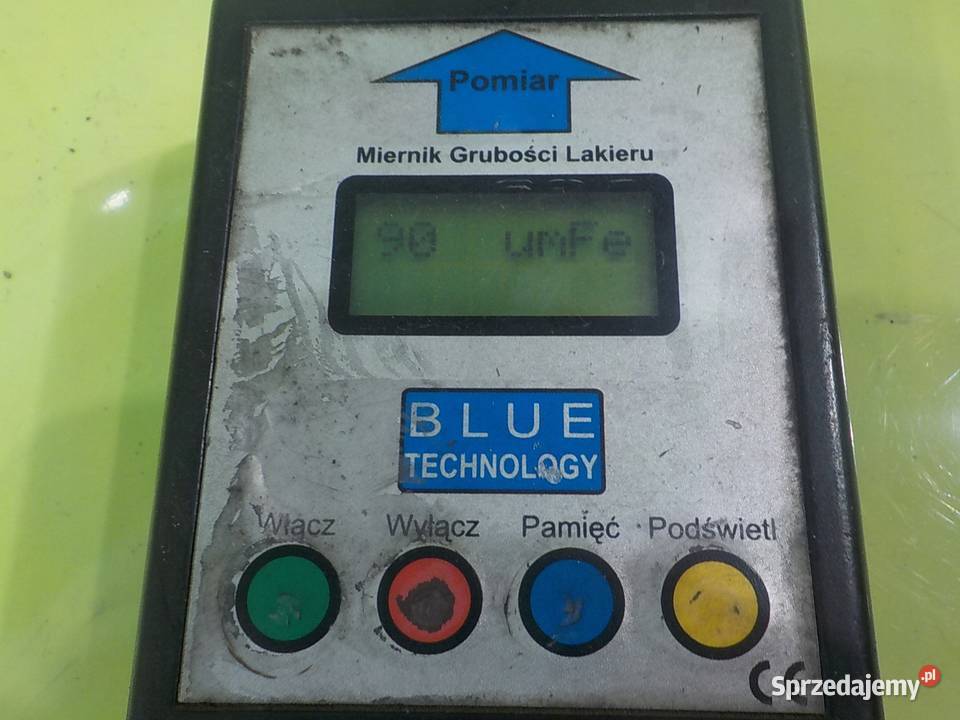 Pomiar
Miernik Grubości Lakieru
90 umFe
BLUE
TECHNOLOGY
Włącz Wyłącz Pamięć Podświetl
CE
Sprzedajemy.pl